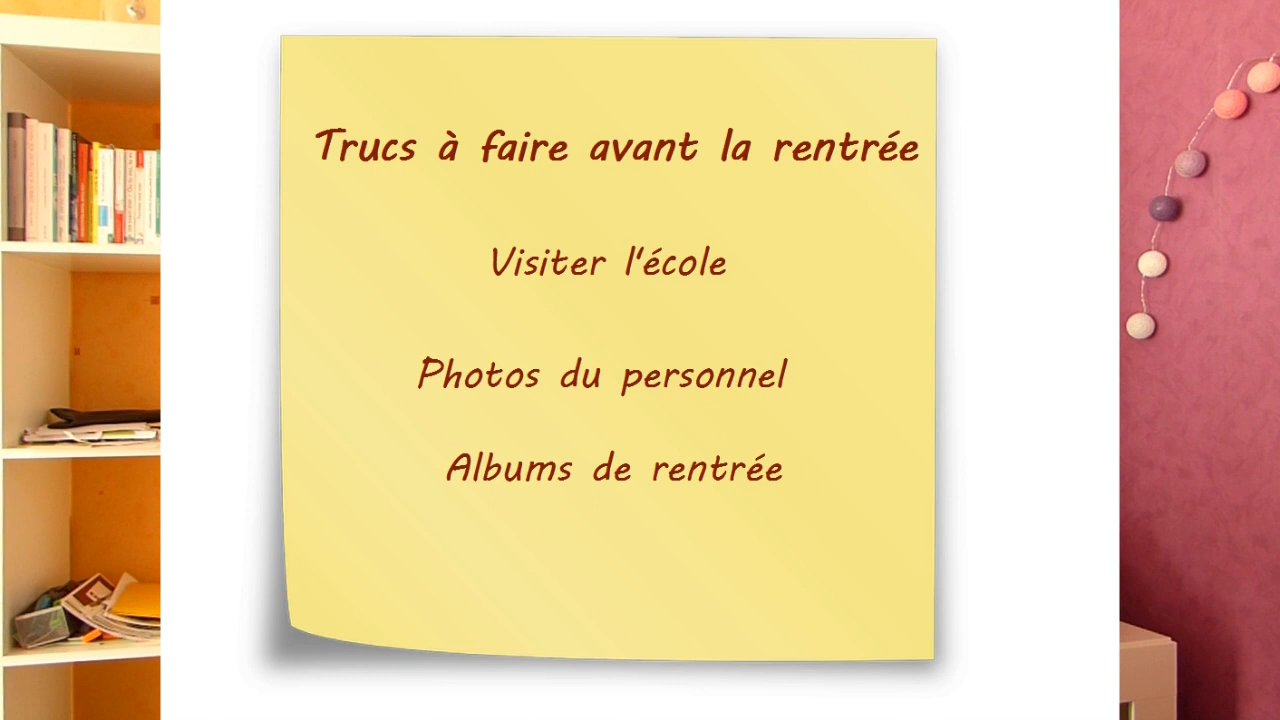 Trucs à faire avant la rentrée
Visiter l'école
Photos du personnel
Albums de rentrée